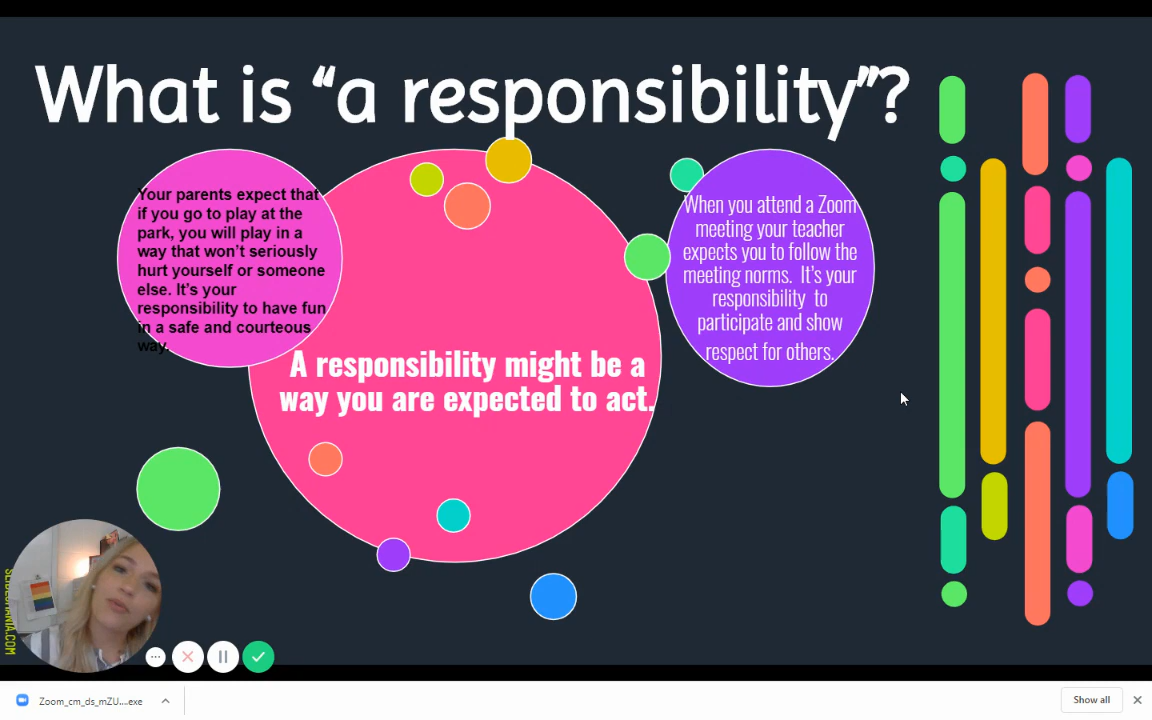 What is “a responsibility”?
Your parents expect that
if you go to play at the
park, you will play in a
way that won’t seriously
hurt yourself or someone
else. It’s your
responsibility to have fun
in a safe and courteous
way.
A responsibility might be a
way you are expected to act.
When you attend a Zoom
meeting your teacher
expects you to follow the
meeting norms. It’s your
responsibility to
participate and show
respect for others.
Zoom_cm_ds_mZU....exe
Show all